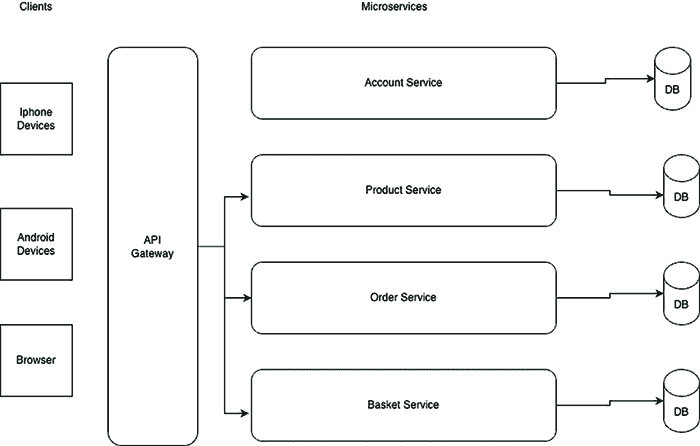 Clients
Microservices
Iphone
Devices
Android
Devices
Browser
API
Gateway
Account Service
DB
Product Service
DB
Order Service
DB
Basket Service
DB